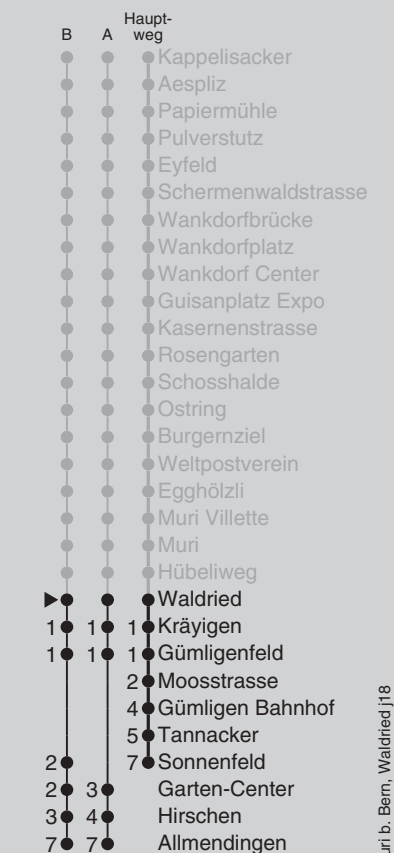 Haupt-
B A weg
Kappelisacker
Aespliz
Papiermühle
Pulverstutz
Eyfeld
Schermenwaldstrasse
Wankdorfbrücke
Wankdorfplatz
Wankdorf Center
Guisanplatz Expo
Kasernenstrasse
Rosengarten
Schosshalde
Ostring
Burgernziel
Weltpostverein
Egghölzli
Muri Villette
Muri
Hübeliweg
Waldried
1 1 1 Kräyigen
1 1 1 Gümligenfeld
2 Moosstrasse
4 Gümligen Bahnhof
5 Tannacker
2 7 Sonnenfeld
2 3 Garten-Center
3 4 Hirschen
7 7 Allmendingen
uri b. Bern, Waldried j18